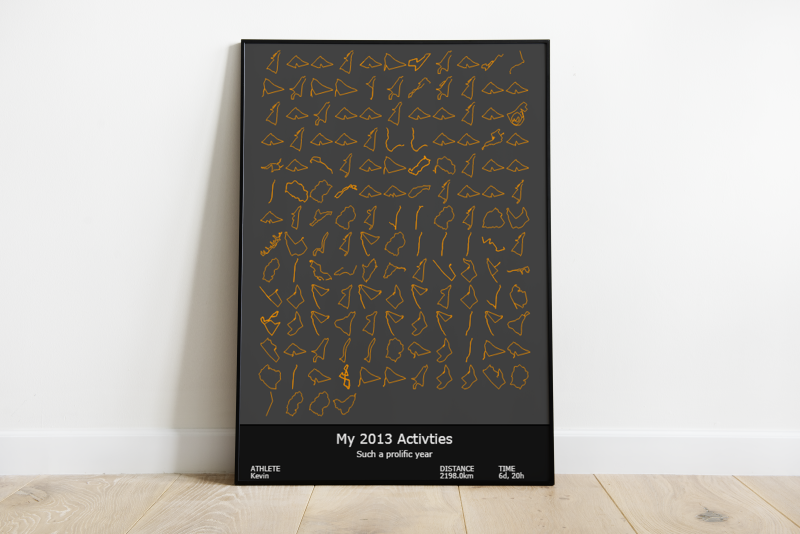 My 2013 Activties
Such a prolific year
ATHLETE
Kevin
DISTANCE
2198.0km
TIME
6d, 20h